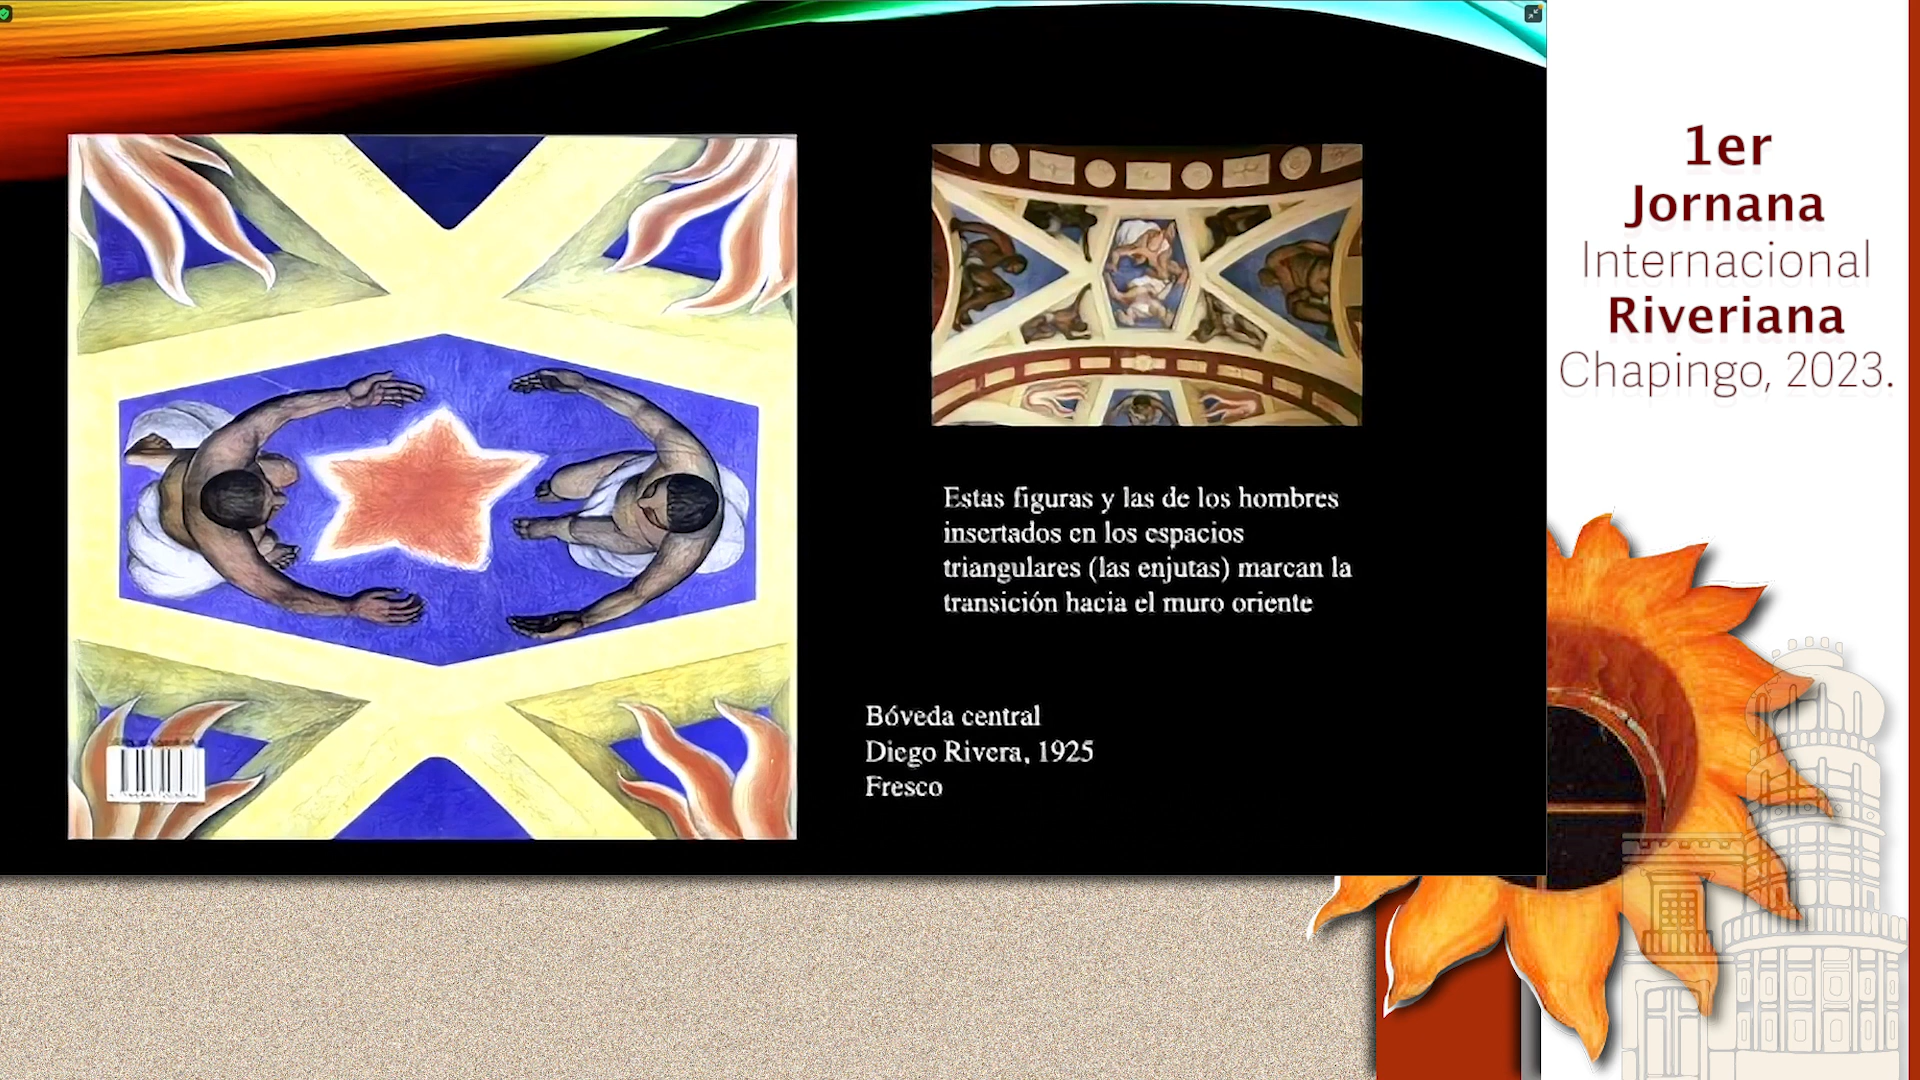 Estas figuras y las de los hombres
insertados en los espacios
triangulares (las enjutas) marcan la
transición hacia el muro oriente
Bóveda central
Diego Rivera, 1925
Fresco
1er
Jornana
Internacional
Riveriana
Chapingo, 2023.